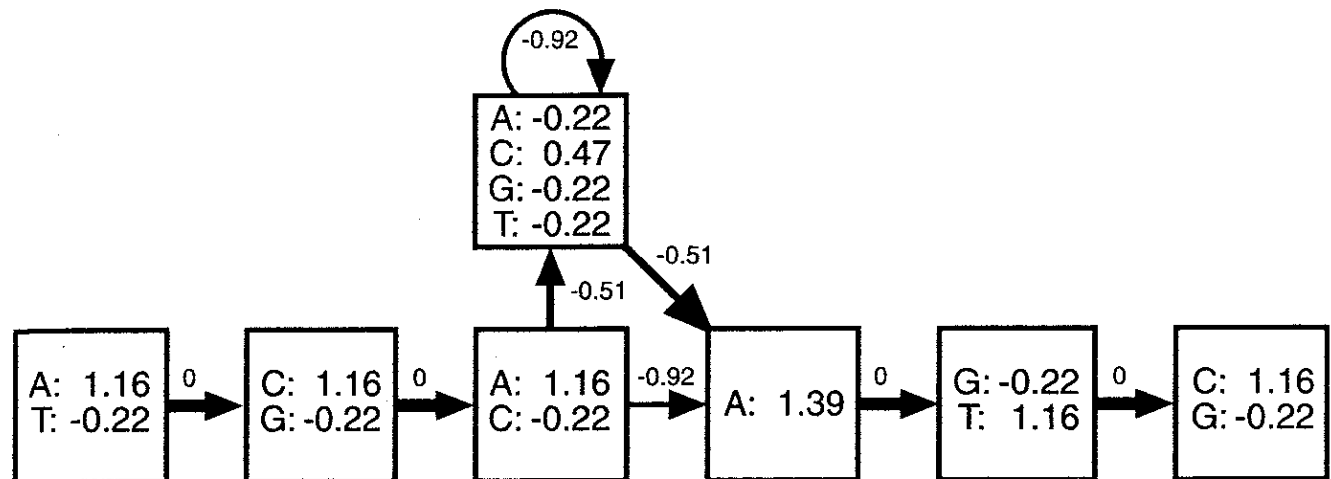 -0.92
A: -0.22
C: 0.47
G: -0.22
T: -0.22
-0.51
-0.51
A: 1.16
T: -0.22
0
C: 1.16
G: -0.22
0
A: 1.16
C: -0.22
-0.92
A: 1.39
0
G: -0.22
T: 1.16
0
C: 1.16
G: -0.22